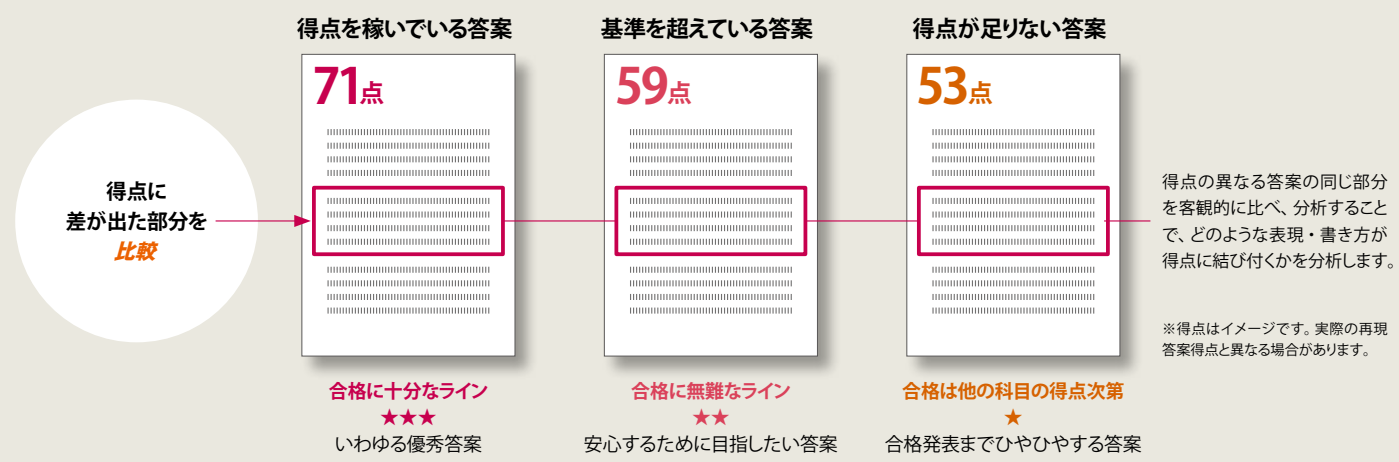 得点に
差が出た部分を
比較
得点を稼いでいる答案
71点
合格に十分なライン
★★★
いわゆる優秀答案
基準を超えている答案
59点
合格に無難なライン
★★
安心するために目指したい答案
得点が足りない答案
53点
合格は他の科目の得点次第
★
合格発表までひやひやする答案
得点の異なる答案の同じ部分
を客観的に比べ、分析すること
で、どのような表現・書き方が
得点に結び付くかを分析します。
※得点はイメージです。実際の再現
答案得点と異なる場合があります。